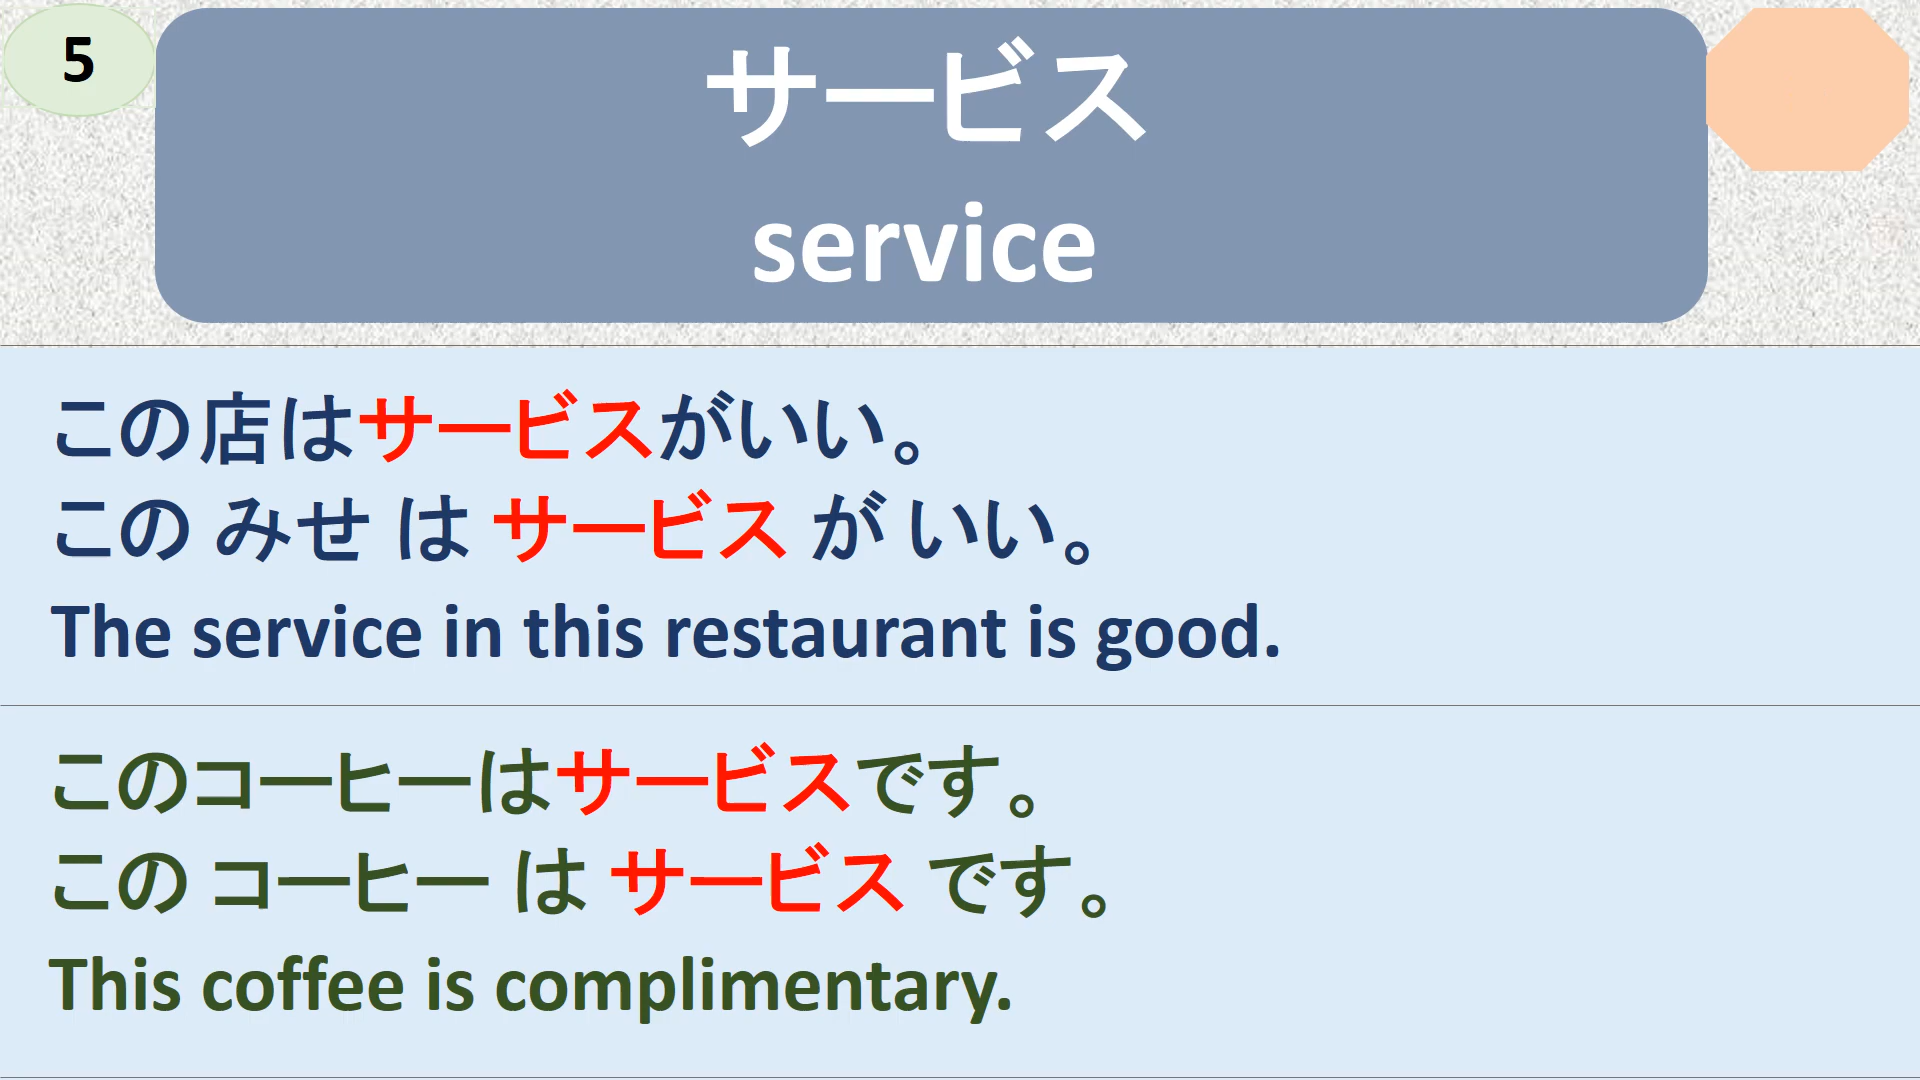 5
サービス
service
この店はサービスがいい。
この みせ は サービス が いい。
The service in this restaurant is good.
このコーヒーはサービスです。
この コーヒー は サービス です。
This coffee is complimentary.